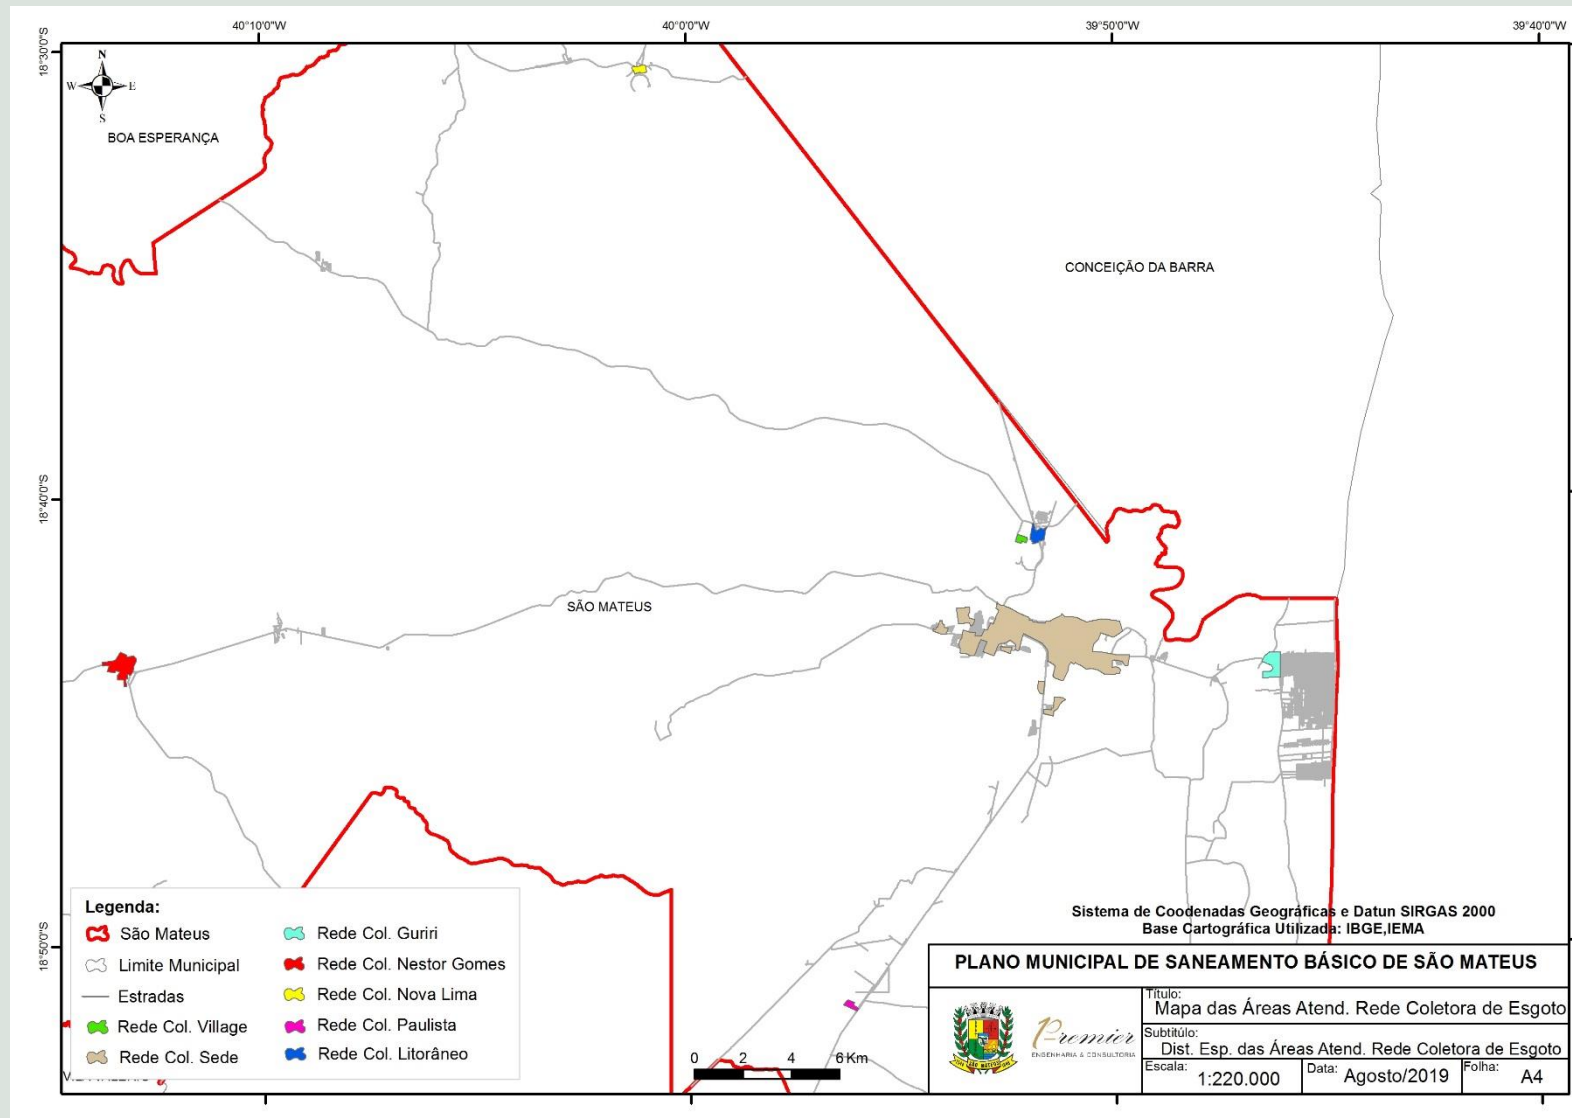 40°10'0"W
40°0'0"W
39°50'0"W
39°40'0"W
18°30'0"S
18°40'0"S
18°50'0"S
N
W
E
S
BOA ESPERANÇA
CONCEIÇÃO DA BARRA
SÃO MATEUS
Legenda:
São Mateus
Limite Municipal
Estradas
Rede Col. Village
Rede Col. Sede
Rede Col. Guriri
Rede Col. Nestor Gomes
Rede Col. Nova Lima
Rede Col. Paulista
Rede Col. Litorâneo
0 2 4 6 Km
Sistema de Coodenadas Geográficas e Datun SIRGAS 2000
Base Cartográfica Utilizada: IBGE,IEMA
PLANO MUNICIPAL DE SANEAMENTO BÁSICO DE SÃO MATEUS
Premier
ENGENHARIA & CONSULTORIA
SÃO MATEUS
Título:
Mapa das Áreas Atend. Rede Coletora de Esgoto
Subtitúlo:
Dist. Esp. das Áreas Atend. Rede Coletora de Esgoto
Escala: 1:220.000
Data: Agosto/2019
Folha: A4